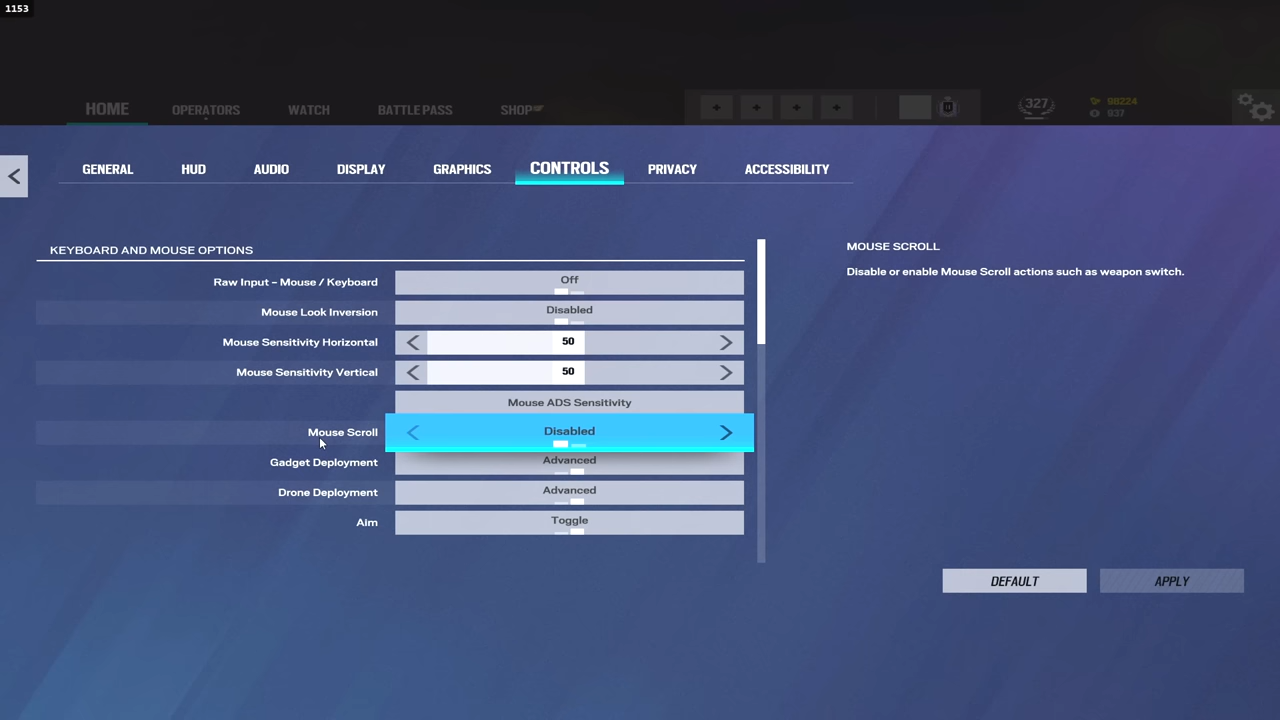 1153
HOME OPERATORS WATCH BATTLE PASS SHOP 327 98224
937
GENERAL HUD AUDIO DISPLAY GRAPHICS CONTROLS PRIVACY ACCESSIBILITY
KEYBOARD AND MOUSE OPTIONS
Raw Input – Mouse / Keyboard Off
Mouse Look Inversion Disabled
Mouse Sensitivity Horizontal 50
Mouse Sensitivity Vertical 50
Mouse ADS Sensitivity
Mouse Scroll Disabled
Gadget Deployment Advanced
Drone Deployment Advanced
Aim Toggle
MOUSE SCROLL
Disable or enable Mouse Scroll actions such as weapon switch.
DEFAULT APPLY